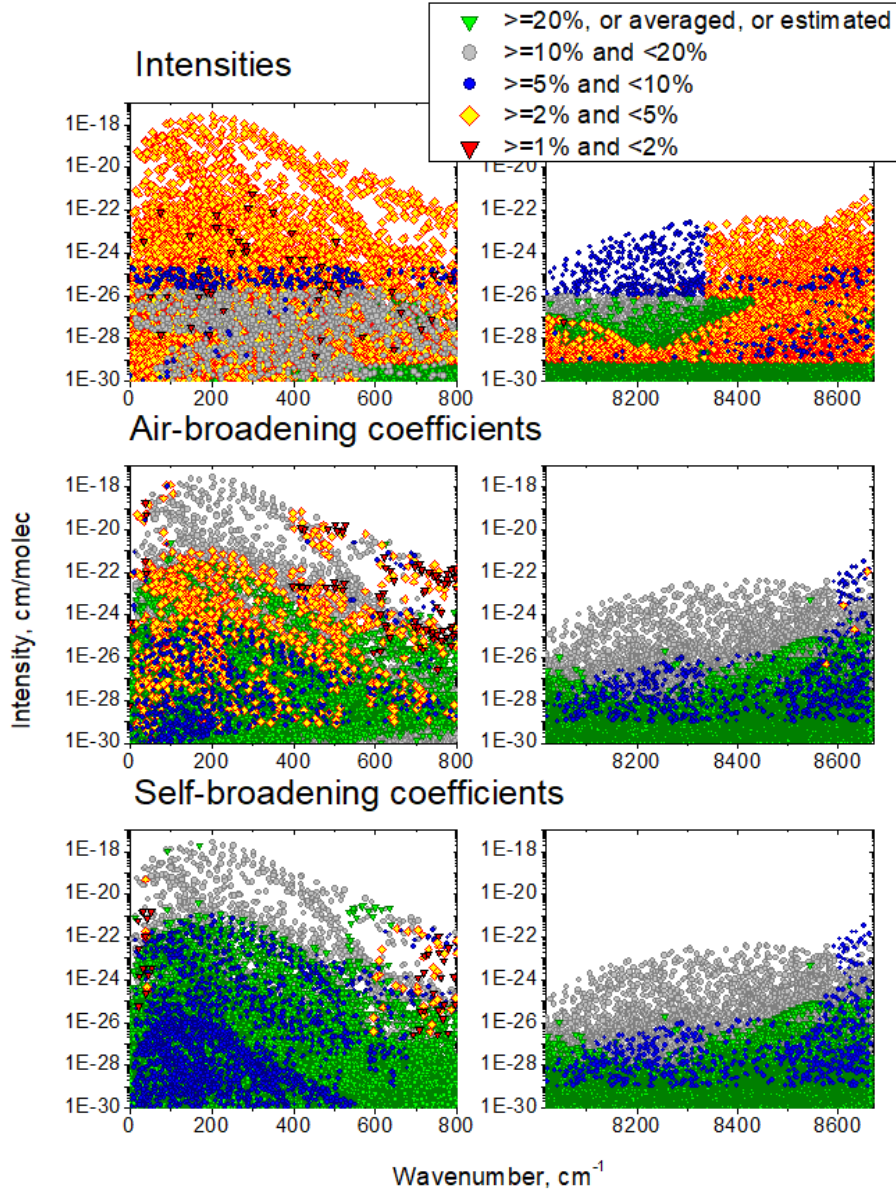 >=20%, or averaged, or estimated
>=10% and <20%
>=5% and <10%
>=2% and <5%
>=1% and <2%
Intensities
1E-18
1E-20
1E-22
1E-24
1E-26
1E-28
1E-30
0 200 400 600 800
1E-20
1E-22
1E-24
1E-26
1E-28
1E-30
8200 8400 8600
Air-broadening coefficients
Intensity, cm/molec
1E-18
1E-20
1E-22
1E-24
1E-26
1E-28
1E-30
0 200 400 600 800
1E-18
1E-20
1E-22
1E-24
1E-26
1E-28
1E-30
8200 8400 8600
Self-broadening coefficients
1E-18
1E-20
1E-22
1E-24
1E-26
1E-28
1E-30
0 200 400 600 800
1E-18
1E-20
1E-22
1E-24
1E-26
1E-28
1E-30
8200 8400 8600
Wavenumber, cm⁻¹